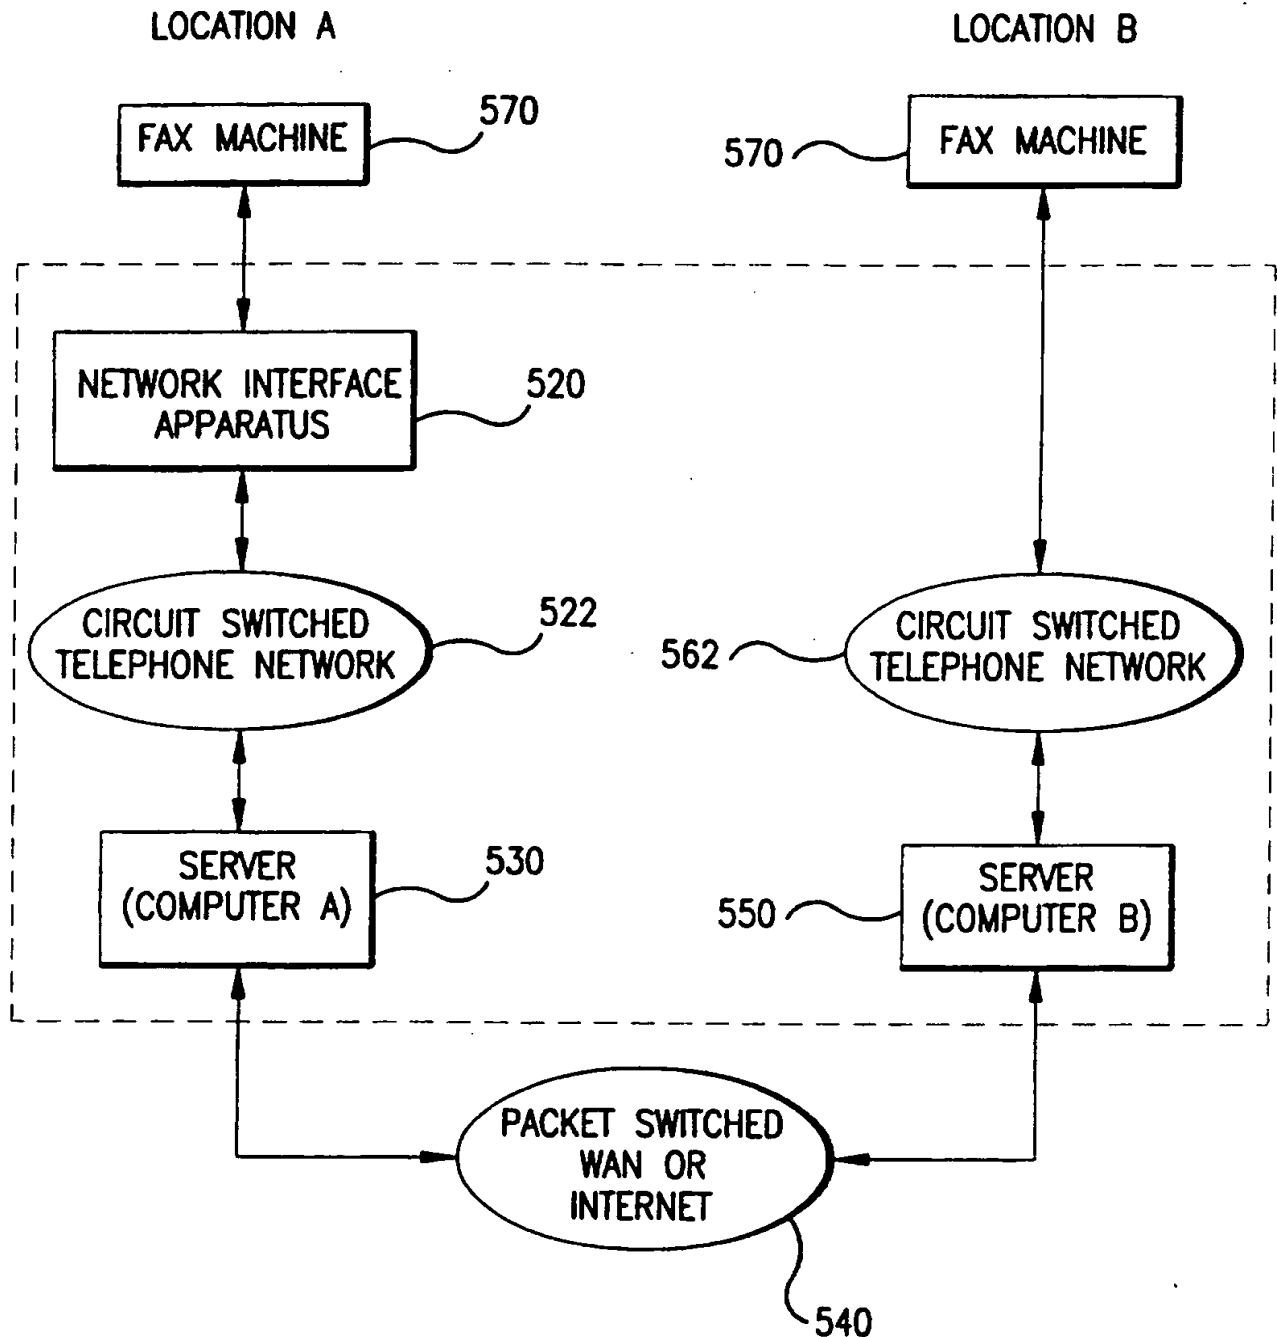 LOCATION A
LOCATION B
FAX MACHINE
570
570
FAX MACHINE
NETWORK INTERFACE
APPARATUS
520
CIRCUIT SWITCHED
TELEPHONE NETWORK
522
562
CIRCUIT SWITCHED
TELEPHONE NETWORK
SERVER
(COMPUTER A)
530
550
SERVER
(COMPUTER B)
PACKET SWITCHED
WAN OR
INTERNET
540